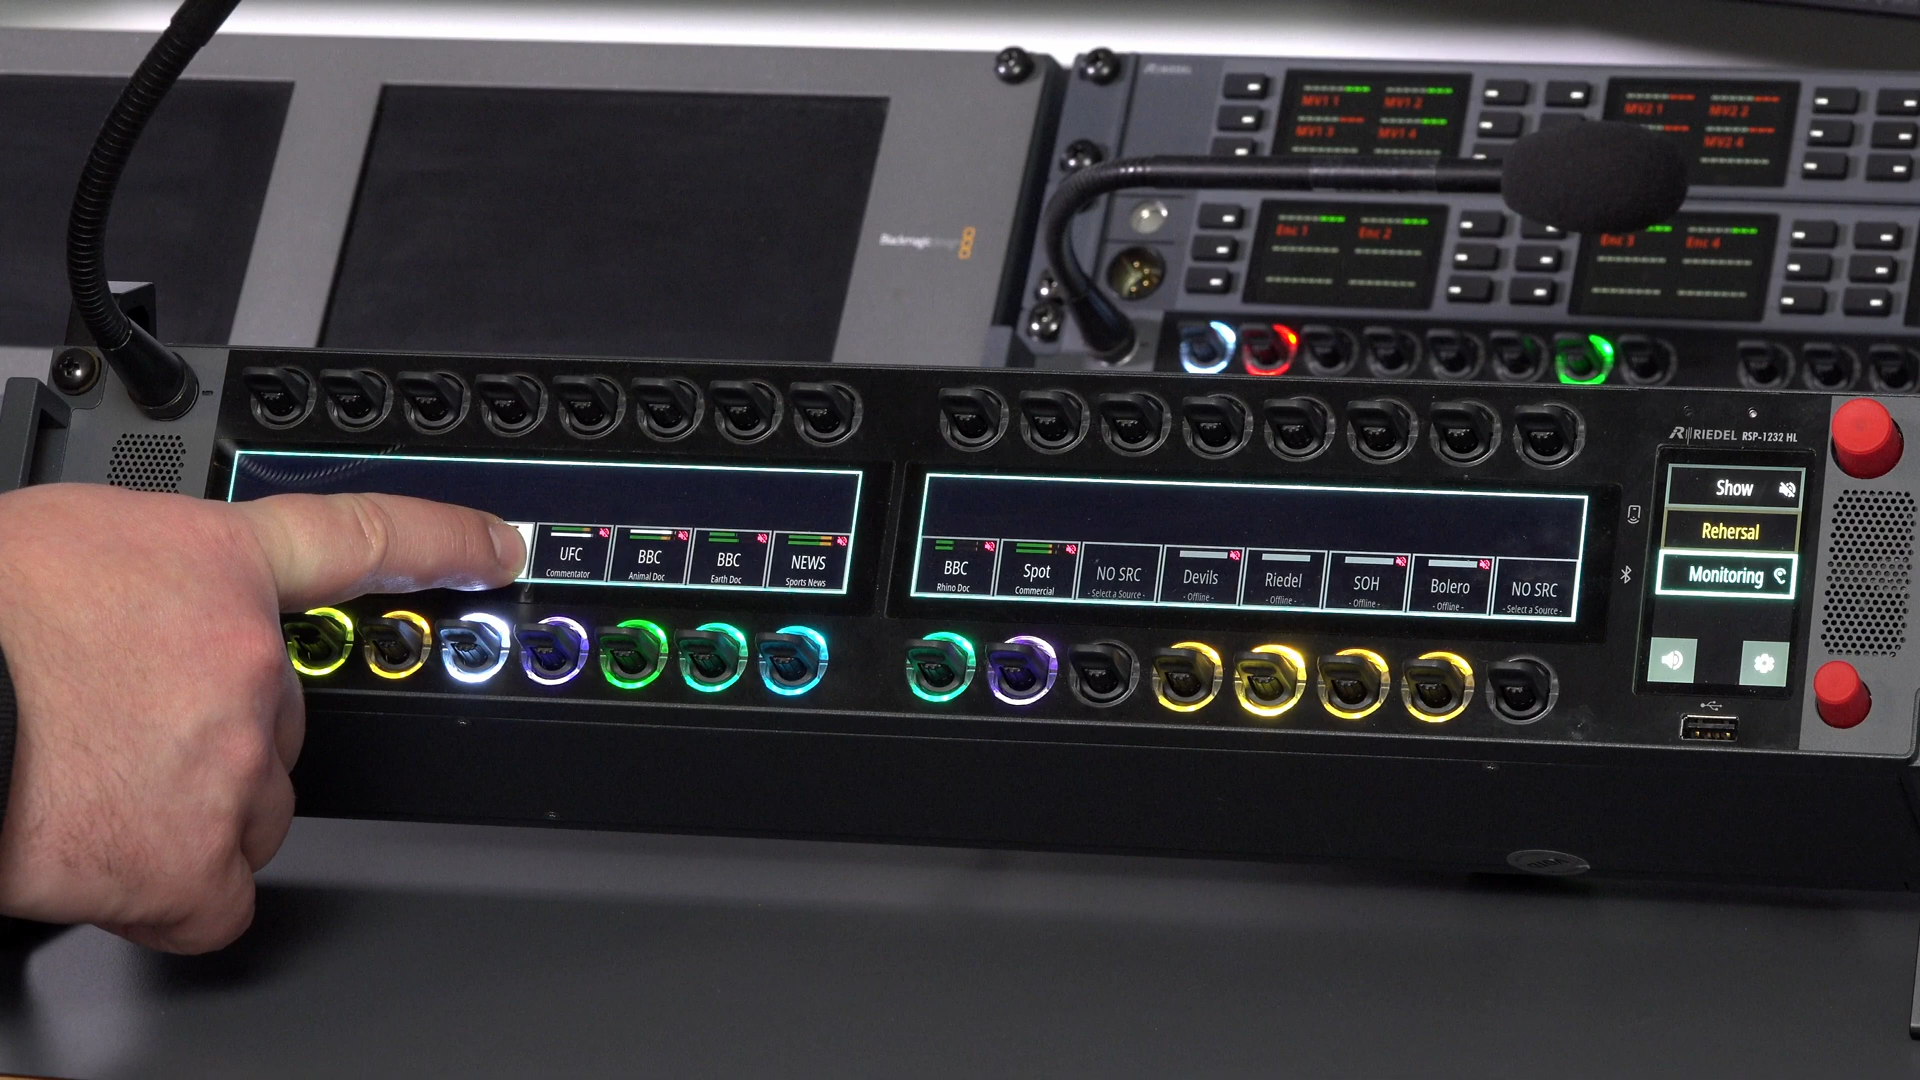 RIEDEL
MV1 1
MV1 2
MV1 3
MV1 4
MV2 1
MV2 2
MV2 4
Blackmagicdesign
Enc 1
Enc 2
Enc 3
Enc 4
RIEDEL RSP-1232 HL
UFC
Commentator
BBC
Animal Doc
BBC
Earth Doc
NEWS
Sports News
BBC
Rhino Doc
Spot
Commercial
NO SRC
- Select a Source -
Devils
- Offline -
Riedel
- Offline -
SOH
- Offline -
Bolero
- Offline -
NO SRC
- Select a Source -
Show
Rehersal
Monitoring